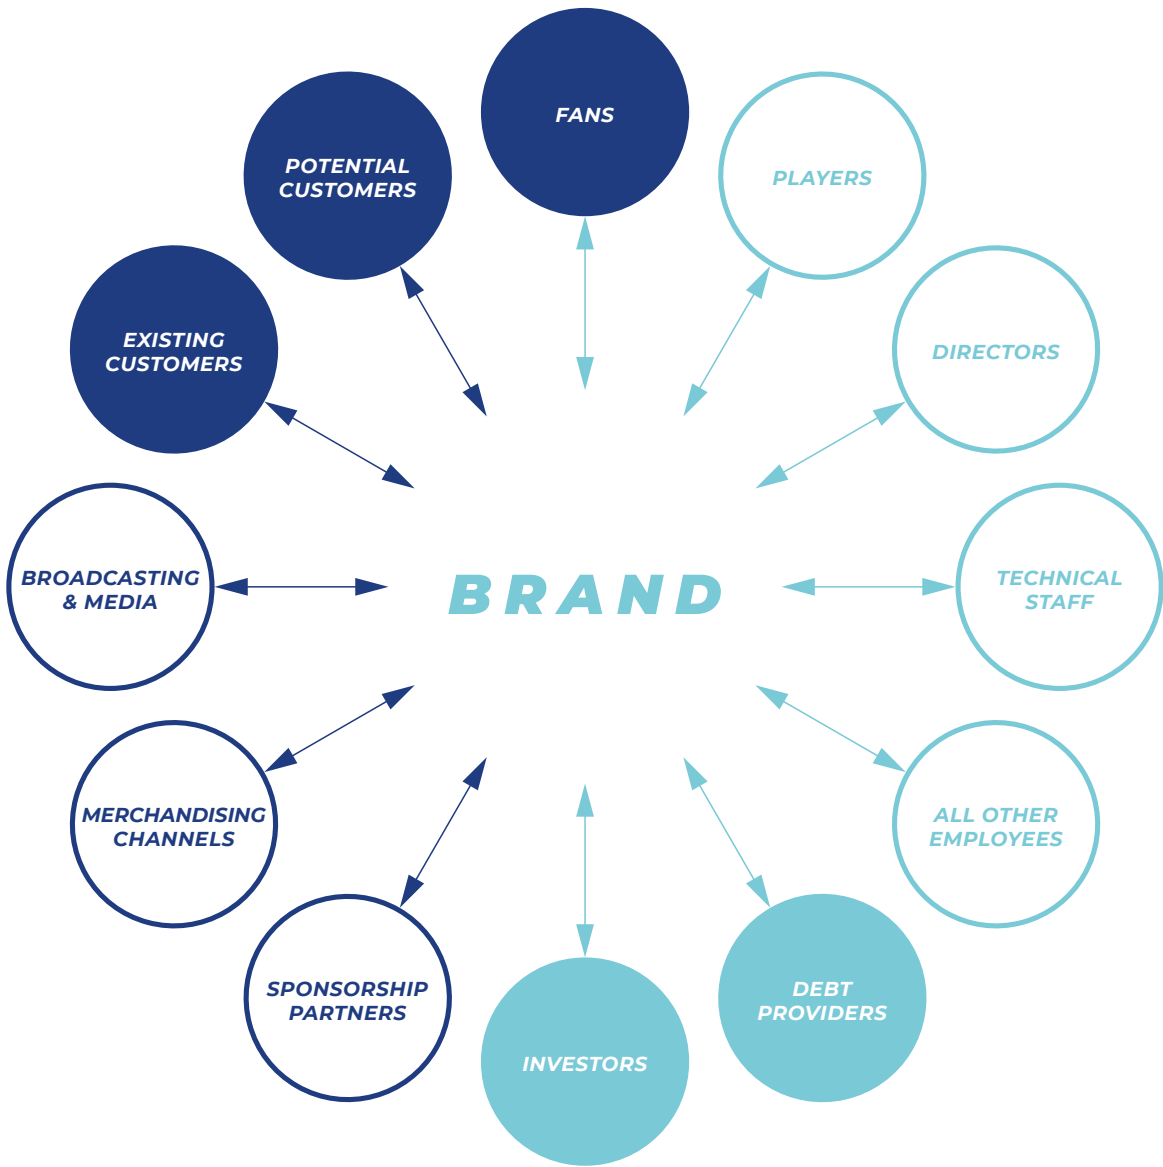 FANS
POTENTIAL
CUSTOMERS
PLAYERS
EXISTING
CUSTOMERS
DIRECTORS
BROADCASTING
& MEDIA
BRAND
TECHNICAL
STAFF
MERCHANDISING
CHANNELS
ALL OTHER
EMPLOYEES
SPONSORSHIP
PARTNERS
DEBT
PROVIDERS
INVESTORS